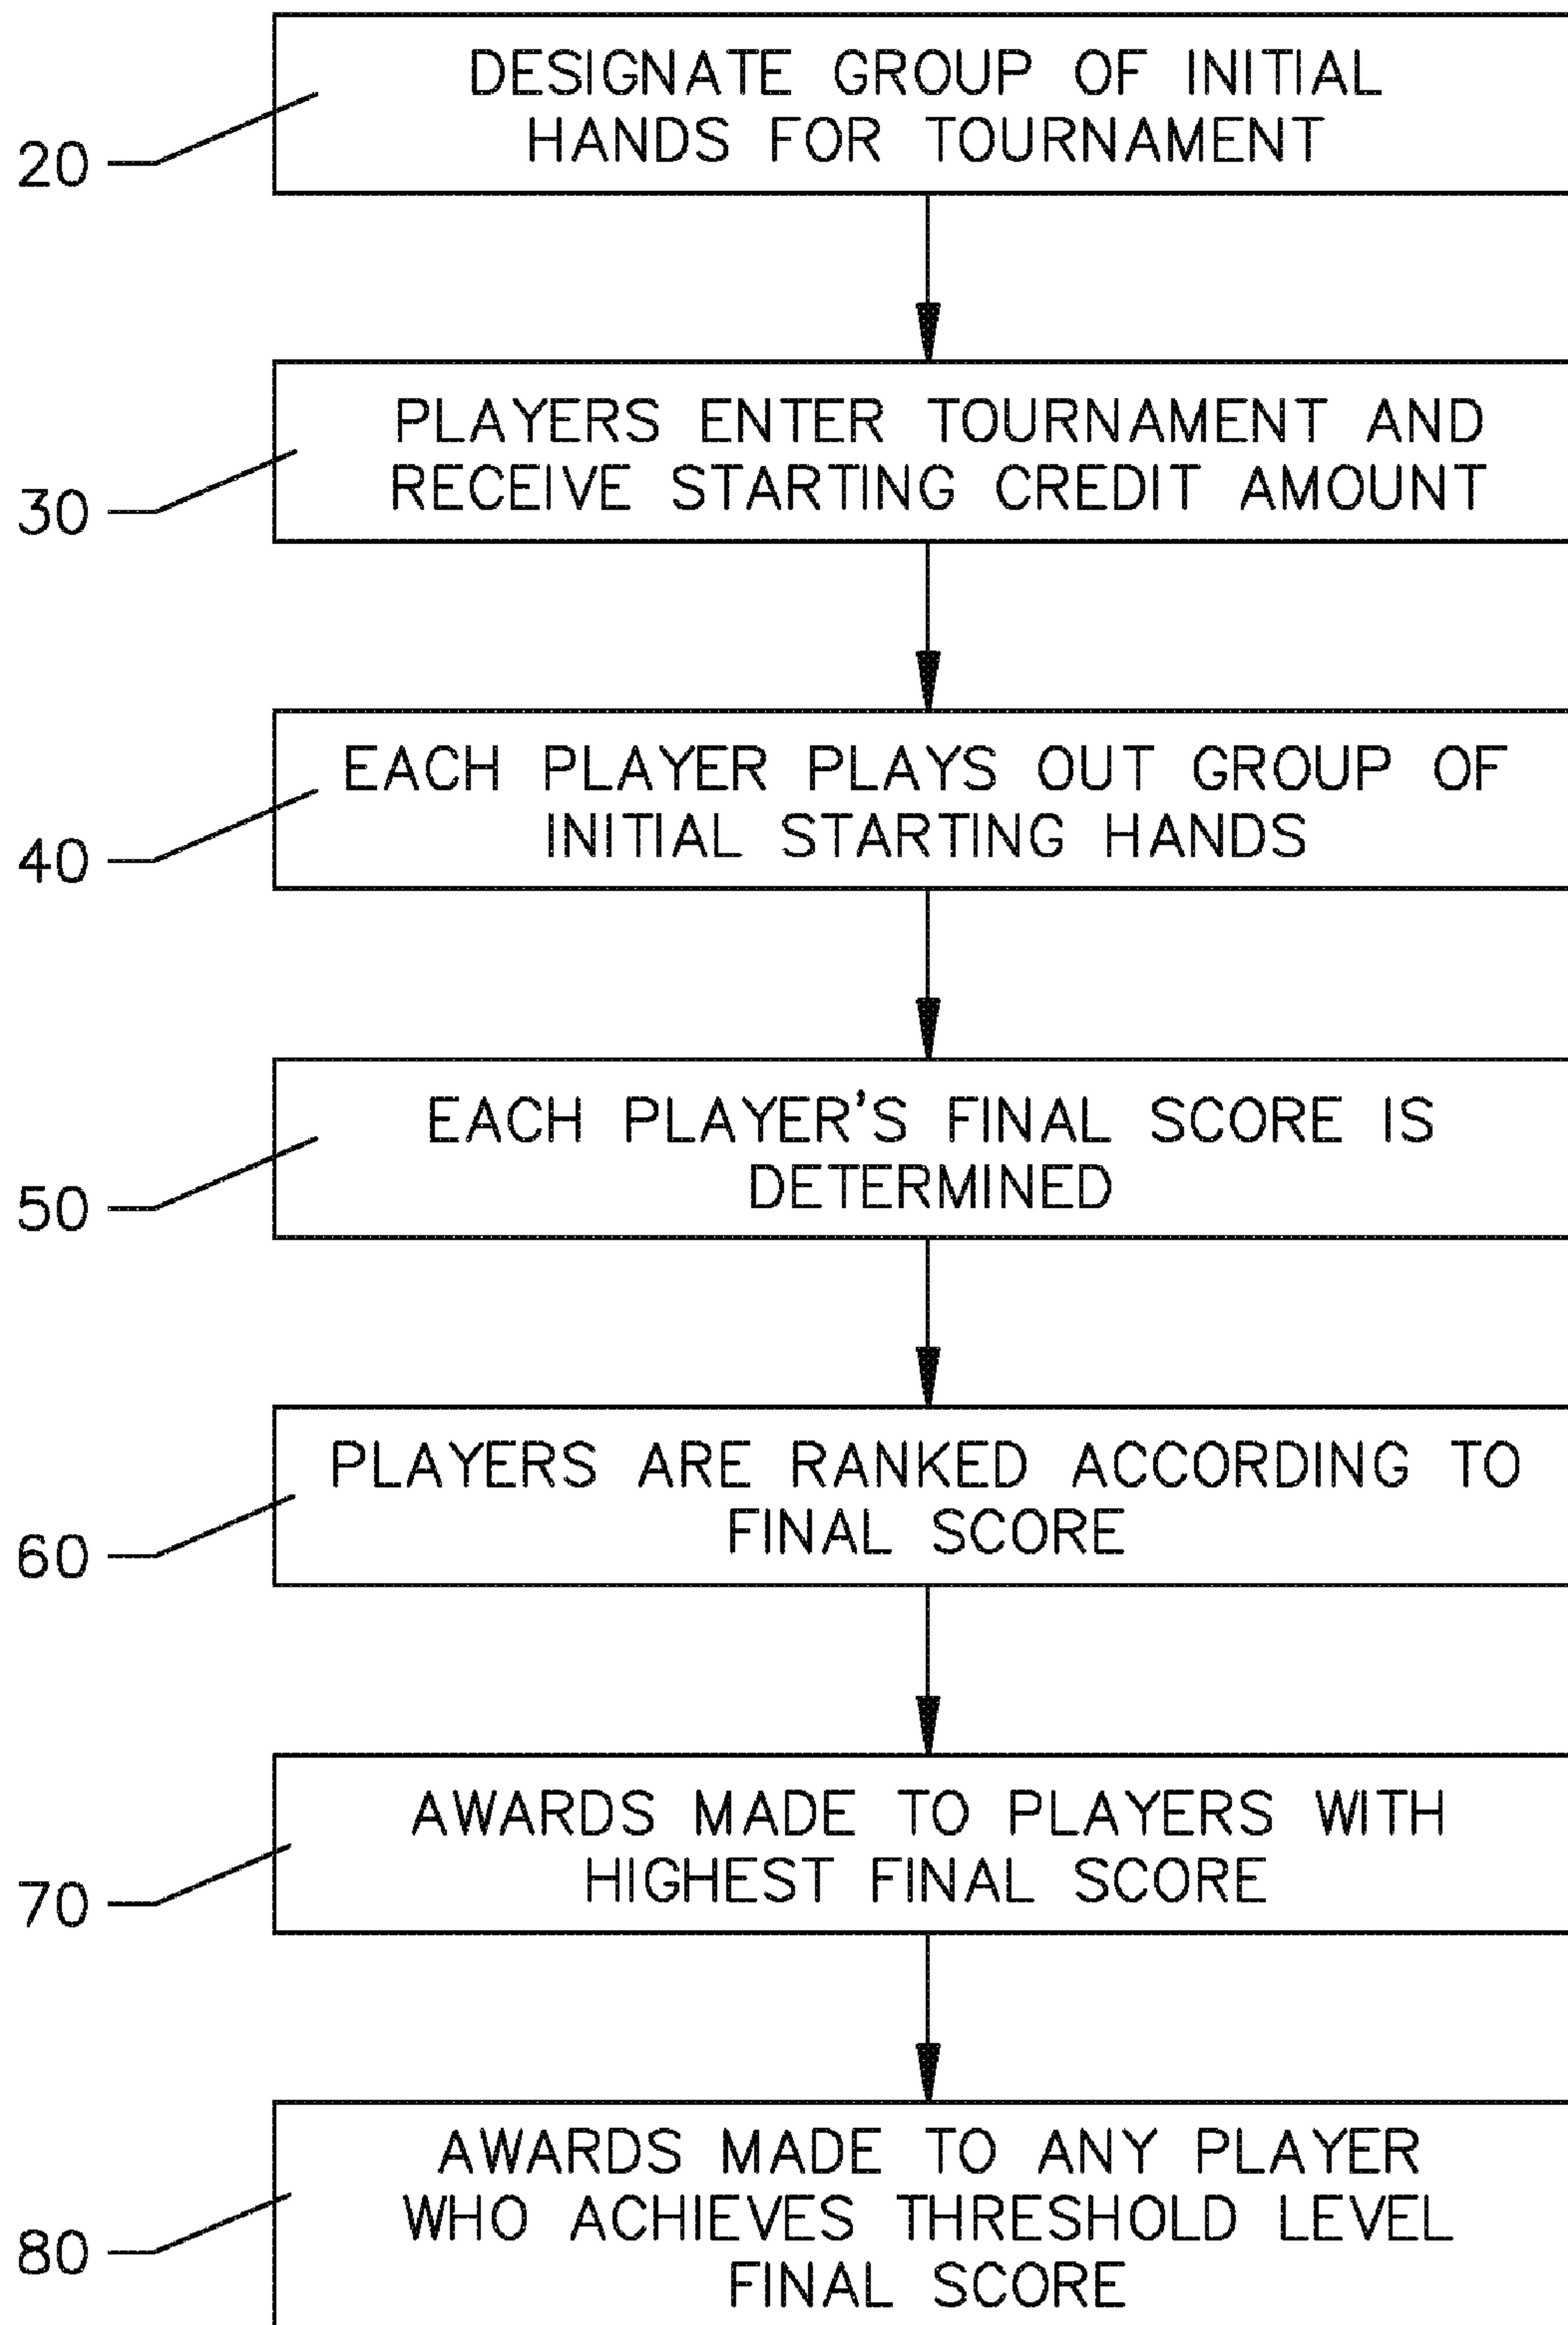 DESIGNATE GROUP OF INITIAL
HANDS FOR TOURNAMENT
20
PLAYERS ENTER TOURNAMENT AND
RECEIVE STARTING CREDIT AMOUNT
30
EACH PLAYER PLAYS OUT GROUP OF
INITIAL STARTING HANDS
40
EACH PLAYER'S FINAL SCORE IS
DETERMINED
50
PLAYERS ARE RANKED ACCORDING TO
FINAL SCORE
60
AWARDS MADE TO PLAYERS WITH
HIGHEST FINAL SCORE
70
AWARDS MADE TO ANY PLAYER
WHO ACHIEVES THRESHOLD LEVEL
FINAL SCORE
80